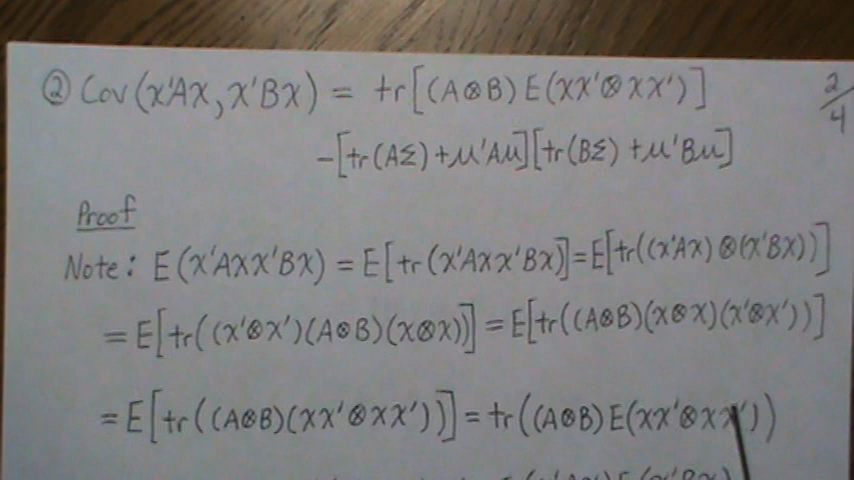 ② Cov(x'Ax, x'Bx) = tr[(A⊗B) E(xx'⊗xx')]
2/4
-[tr(AΣ)+μ'Aμ][tr(BΣ)+μ'Bμ]
Proof
Note: E(x'Axx'Bx) = E[tr(x'Axx'Bx)]=E[tr((x'Ax)⊗(x'Bx))]
= E[tr((x'⊗x')(A⊗B)(x⊗x))] = E[tr((A⊗B)(x⊗x)(x'⊗x'))]
= E[tr((A⊗B)(xx'⊗xx'))] = tr((A⊗B)E(xx'⊗xx'))